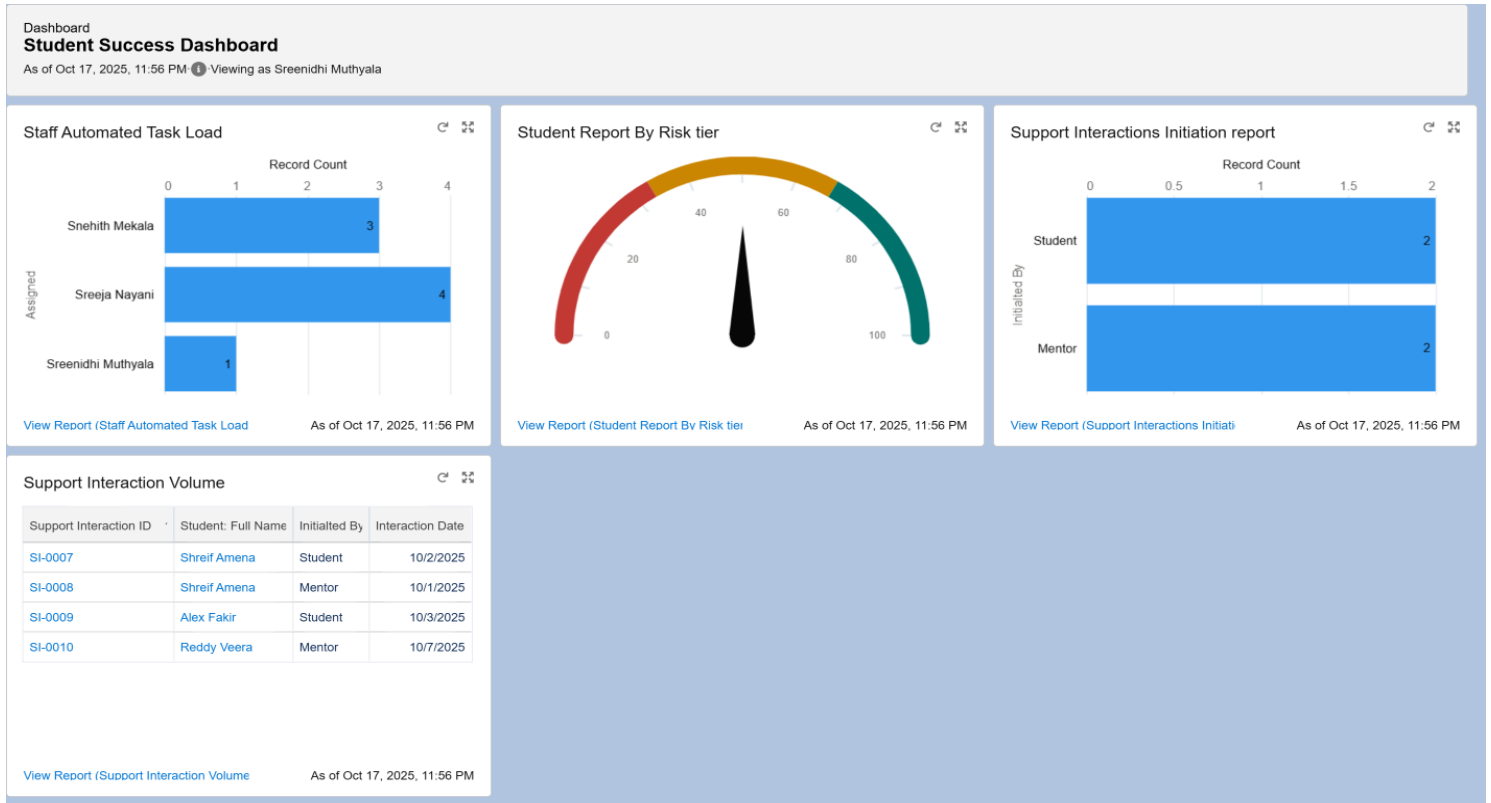 Dashboard
Student Success Dashboard
As of Oct 17, 2025, 11:56 PM·Viewing as Sreenidhi Muthyala
Staff Automated Task Load
Record Count
0 1 2 3 4
Assigned
Snehith Mekala 3
Sreeja Nayani 4
Sreenidhi Muthyala 1
View Report (Staff Automated Task Load As of Oct 17, 2025, 11:56 PM
Student Report By Risk tier
0 20 40 60 80 100
View Report (Student Report By Risk tier As of Oct 17, 2025, 11:56 PM
Support Interactions Initiation report
Record Count
0 0.5 1 1.5 2
Initialted By
Student 2
Mentor 2
View Report (Support Interactions Initiati As of Oct 17, 2025, 11:56 PM
Support Interaction Volume
Support Interaction ID Student: Full Name Initialted By Interaction Date
SI-0007 Shreif Amena Student 10/2/2025
SI-0008 Shreif Amena Mentor 10/1/2025
SI-0009 Alex Fakir Student 10/3/2025
SI-0010 Reddy Veera Mentor 10/7/2025
View Report (Support Interaction Volume As of Oct 17, 2025, 11:56 PM